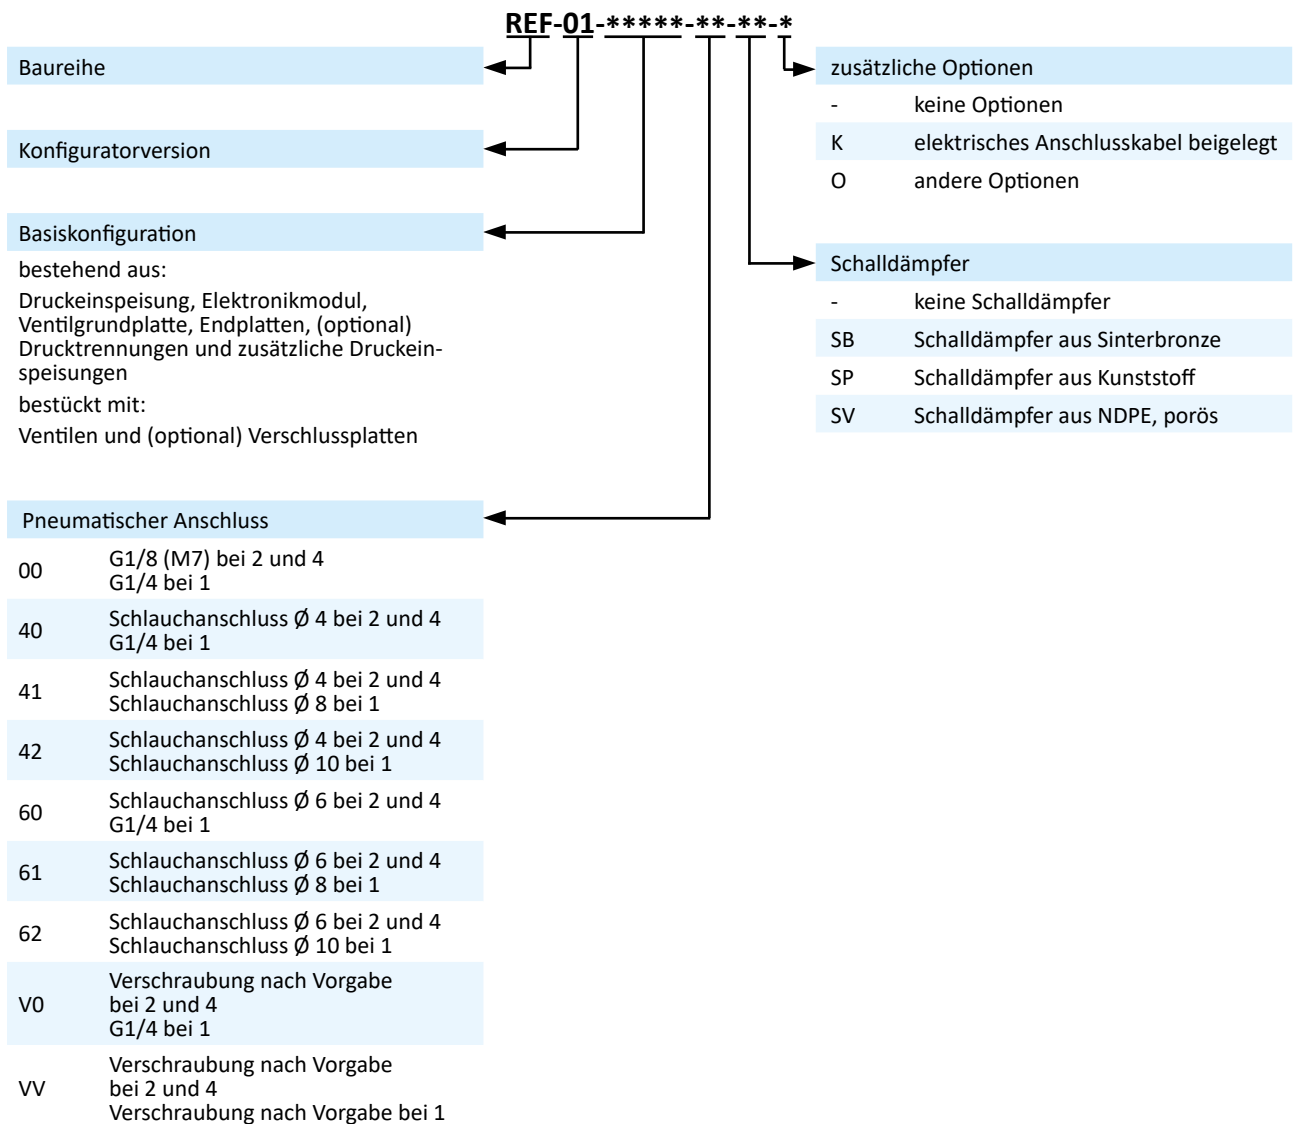 REF-01-*****-**-**-*
Baureihe
Konfiguratorversion
Basiskonfiguration
bestehend aus:
Druckeinspeisung, Elektronikmodul,
Ventilgrundplatte, Endplatten, (optional)
Drucktrennungen und zusätzliche Druckein-
speisungen
bestückt mit:
Ventilen und (optional) Verschlussplatten
Pneumatischer Anschluss
00 G1/8 (M7) bei 2 und 4
G1/4 bei 1
40 Schlauchanschluss Ø 4 bei 2 und 4
G1/4 bei 1
41 Schlauchanschluss Ø 4 bei 2 und 4
Schlauchanschluss Ø 8 bei 1
42 Schlauchanschluss Ø 4 bei 2 und 4
Schlauchanschluss Ø 10 bei 1
60 Schlauchanschluss Ø 6 bei 2 und 4
G1/4 bei 1
61 Schlauchanschluss Ø 6 bei 2 und 4
Schlauchanschluss Ø 8 bei 1
62 Schlauchanschluss Ø 6 bei 2 und 4
Schlauchanschluss Ø 10 bei 1
V0 Verschraubung nach Vorgabe
bei 2 und 4
G1/4 bei 1
VV Verschraubung nach Vorgabe
bei 2 und 4
Verschraubung nach Vorgabe bei 1
zusätzliche Optionen
- keine Optionen
K elektrisches Anschlusskabel beigelegt
O andere Optionen
Schalldämpfer
- keine Schalldämpfer
SB Schalldämpfer aus Sinterbronze
SP Schalldämpfer aus Kunststoff
SV Schalldämpfer aus NDPE, porös